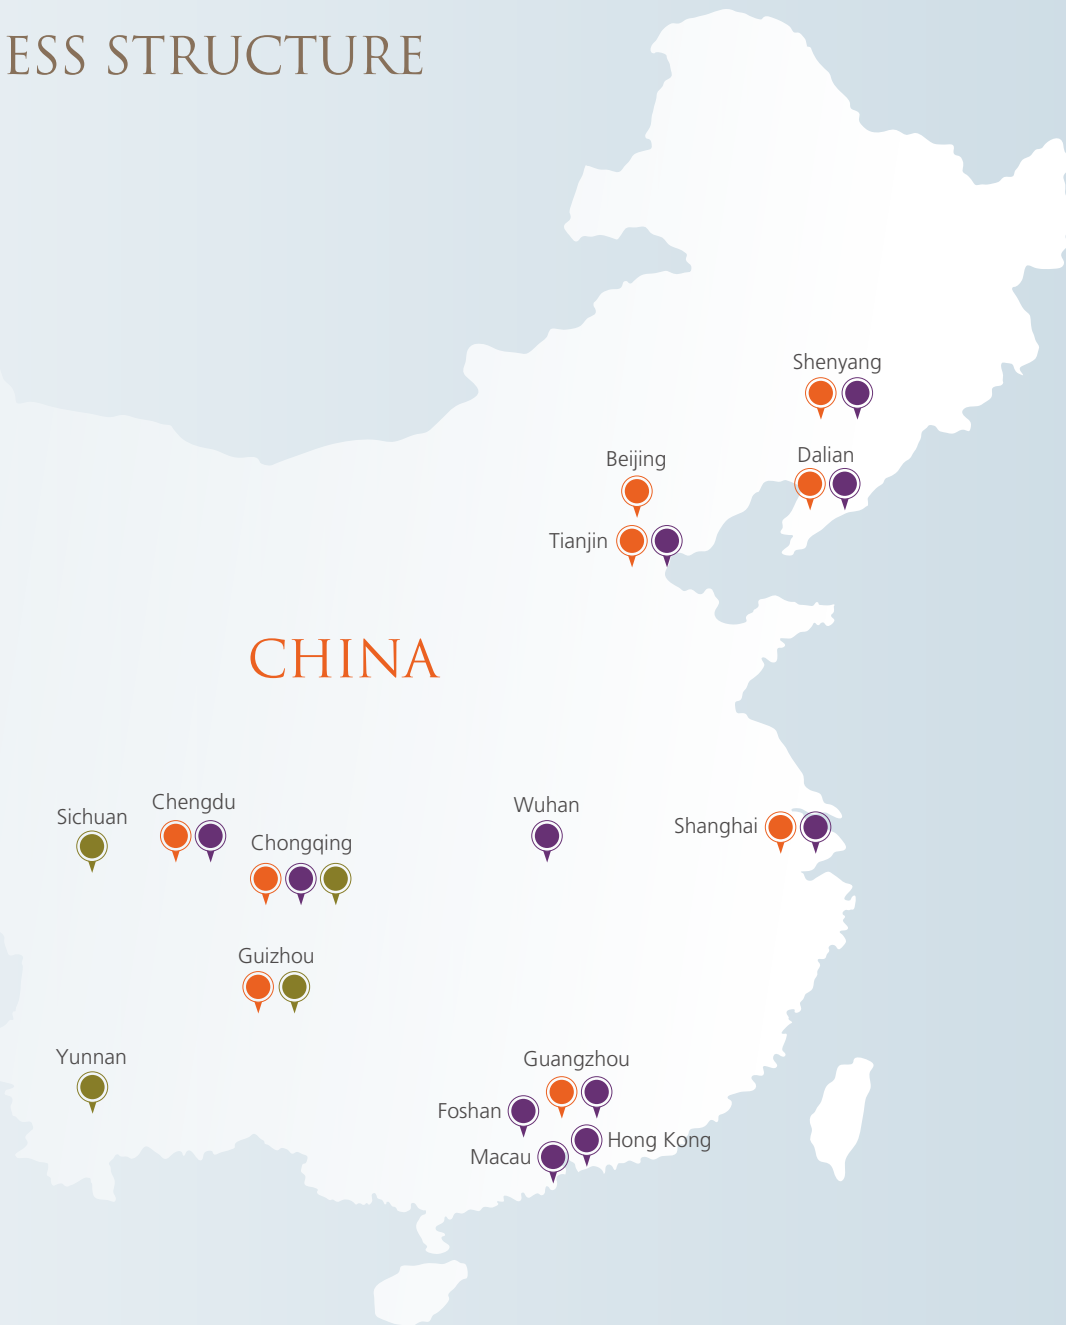 ESS STRUCTURE
Shenyang
Dalian
Beijing
Tianjin
CHINA
Sichuan
Chengdu
Chongqing
Wuhan
Shanghai
Guizhou
Yunnan
Guangzhou
Foshan
Hong Kong
Macau